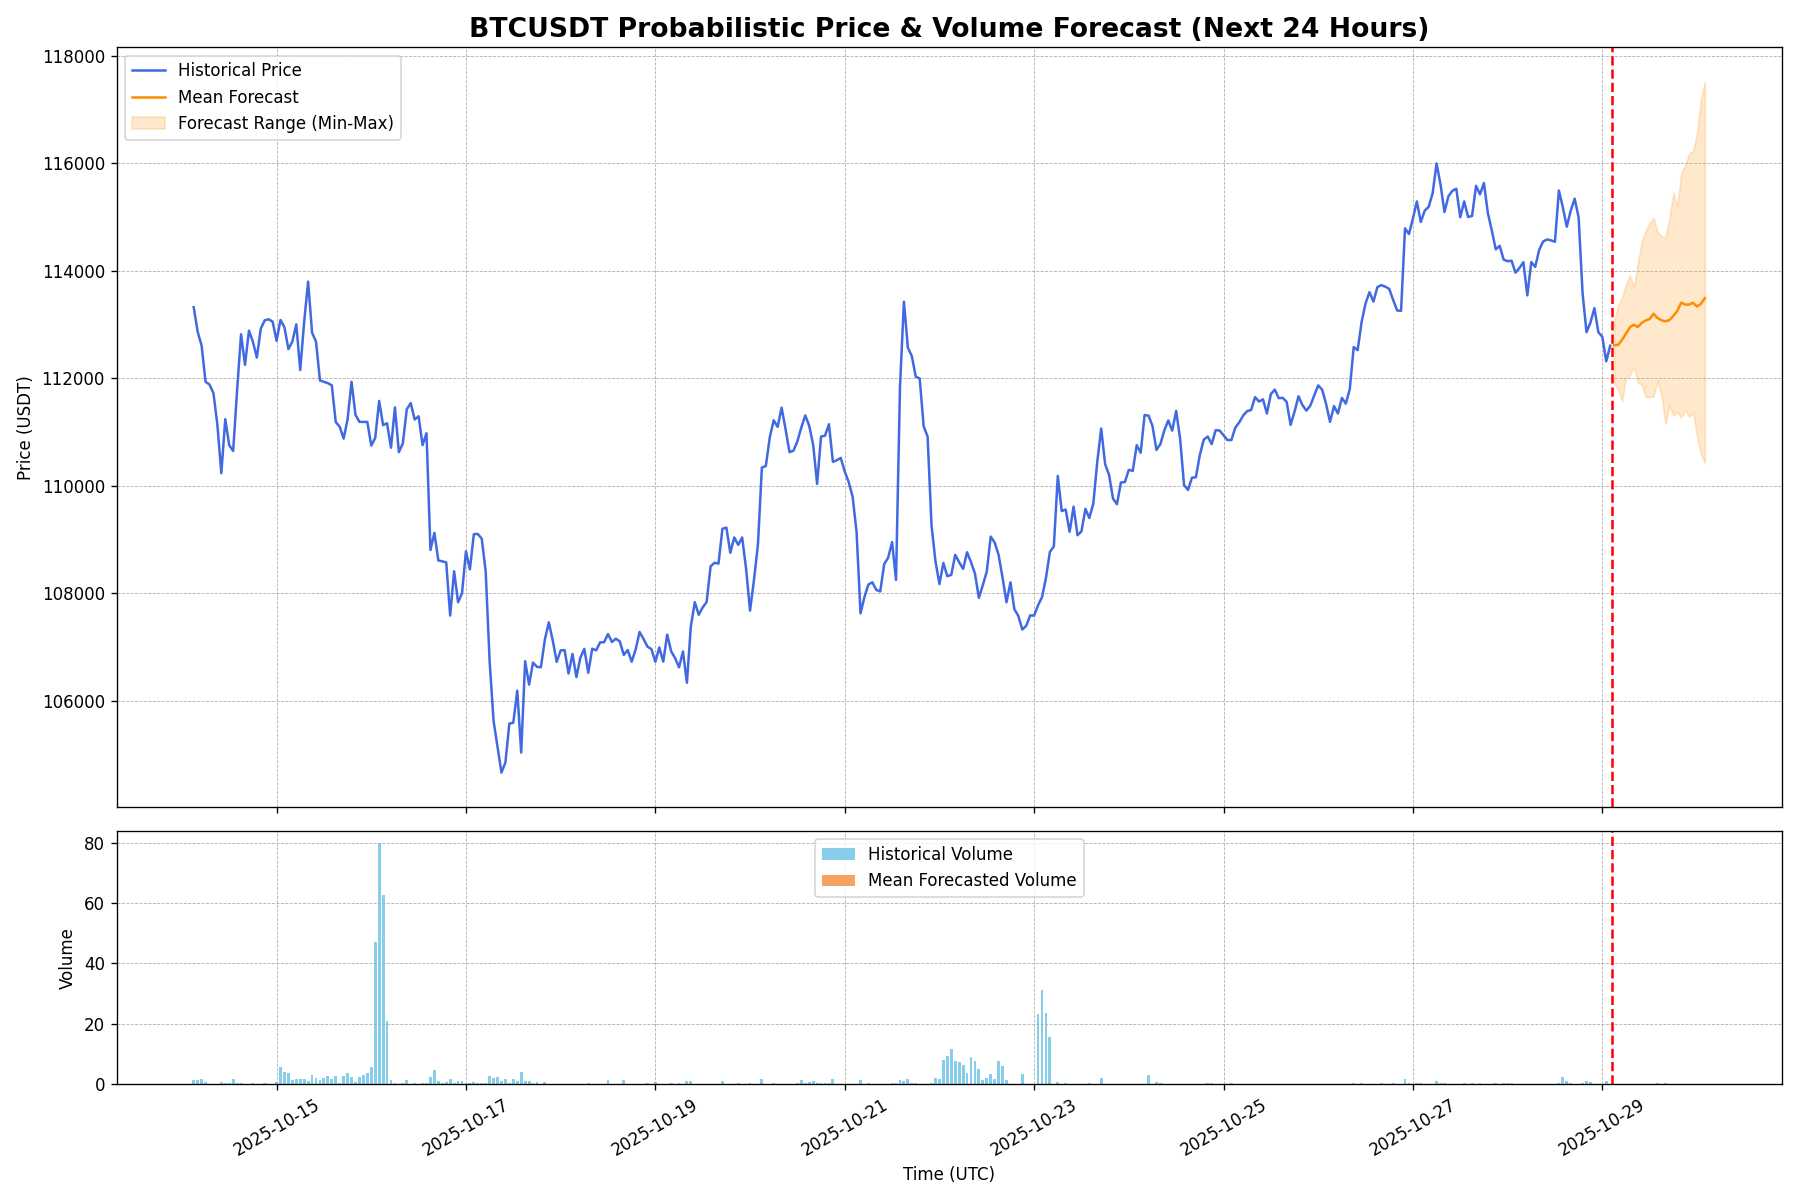 BTCUSDT Probabilistic Price & Volume Forecast (Next 24 Hours)
Historical Price
Mean Forecast
Forecast Range (Min-Max)
Price (USDT)
118000
116000
114000
112000
110000
108000
106000
Historical Volume
Mean Forecasted Volume
Volume
80
60
40
20
0
2025-10-15
2025-10-17
2025-10-19
2025-10-21
2025-10-23
2025-10-25
2025-10-27
2025-10-29
Time (UTC)